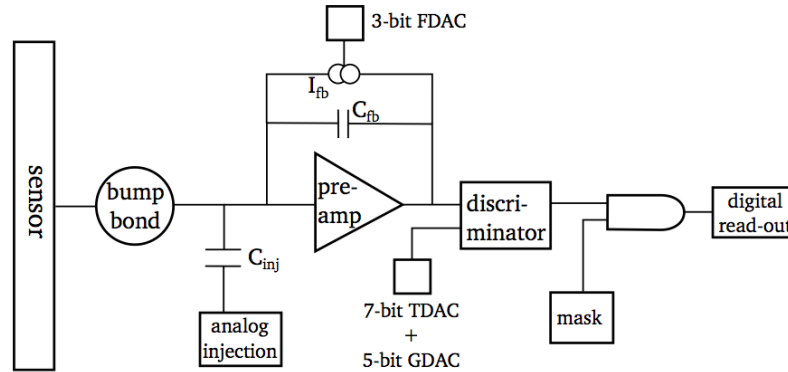 3-bit FDAC
I_fb
C_fb
sensor
bump
bond
pre-
amp
discri-
minator
digital
read-out
C_inj
analog
injection
7-bit TDAC
+
5-bit GDAC
mask